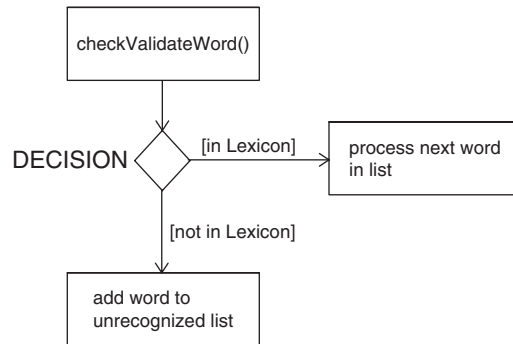 checkValidateWord()
DECISION
[in Lexicon]
process next word
in list
[not in Lexicon]
add word to
unrecognized list